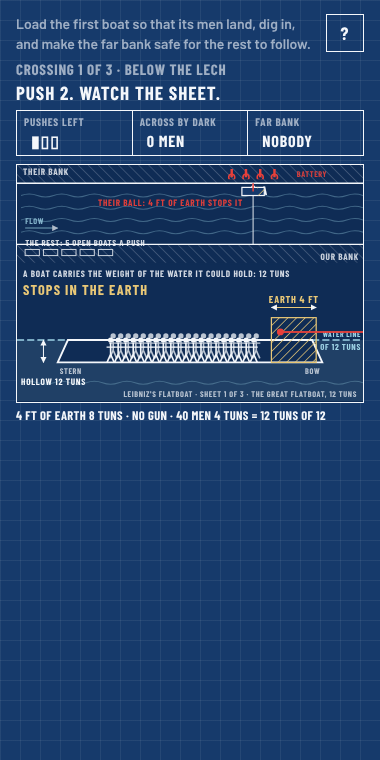 Load the first boat so that its men land, dig in,
and make the far bank safe for the rest to follow.
?
CROSSING 1 OF 3 · BELOW THE LECH
PUSH 2. WATCH THE SHEET.
PUSHES LEFT
ACROSS BY DARK
0 MEN
FAR BANK
NOBODY
THEIR BANK
BATTERY
THEIR BALL: 4 FT OF EARTH STOPS IT
FLOW
THE REST: 5 OPEN BOATS A PUSH
OUR BANK
A BOAT CARRIES THE WEIGHT OF THE WATER IT COULD HOLD: 12 TUNS
STOPS IN THE EARTH
EARTH 4 FT
WATER LINE
OF 12 TUNS
STERN
BOW
HOLLOW 12 TUNS
LEIBNIZ'S FLATBOAT · SHEET 1 OF 3 · THE GREAT FLATBOAT, 12 TUNS
4 FT OF EARTH 8 TUNS · NO GUN · 40 MEN 4 TUNS = 12 TUNS OF 12